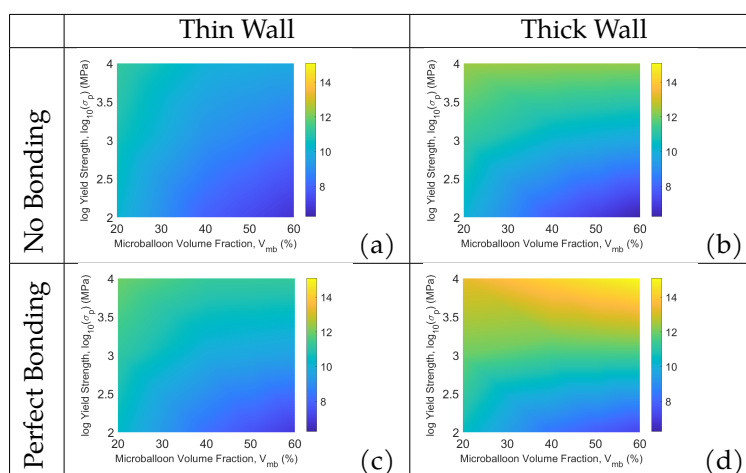 Thin Wall
Thick Wall
No Bonding
log Yield Strength, log10(σp) (MPa)
4
3.5
3
2.5
2
20 30 40 50 60
Microballoon Volume Fraction, Vmb (%)
14
12
10
8
(a)
log Yield Strength, log10(σp) (MPa)
4
3.5
3
2.5
2
20 30 40 50 60
Microballoon Volume Fraction, Vmb (%)
14
12
10
8
(b)
Perfect Bonding
log Yield Strength, log10(σp) (MPa)
4
3.5
3
2.5
2
20 30 40 50 60
Microballoon Volume Fraction, Vmb (%)
14
12
10
8
(c)
log Yield Strength, log10(σp) (MPa)
4
3.5
3
2.5
2
20 30 40 50 60
Microballoon Volume Fraction, Vmb (%)
14
12
10
8
(d)